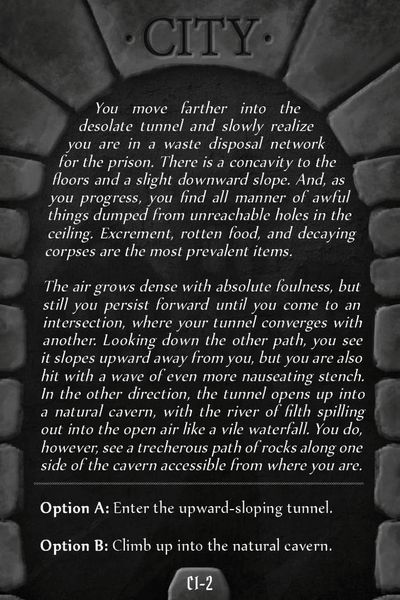 · CITY ·
You move farther into the
desolate tunnel and slowly realize
you are in a waste disposal network
for the prison. There is a concavity to the
floors and a slight downward slope. And, as
you progress, you find all manner of awful
things dumped from unreachable holes in the
ceiling. Excrement, rotten food, and decaying
corpses are the most prevalent items.
The air grows dense with absolute foulness, but
still you persist forward until you come to an
intersection, where your tunnel converges with
another. Looking down the other path, you see
it slopes upward away from you, but you are also
hit with a wave of even more nauseating stench.
In the other direction, the tunnel opens up into
a natural cavern, with the river of filth spilling
out into the open air like a vile waterfall. You do,
however, see a trecherous path of rocks along one
side of the cavern accessible from where you are.
Option A: Enter the upward-sloping tunnel.
Option B: Climb up into the natural cavern.
C1-2